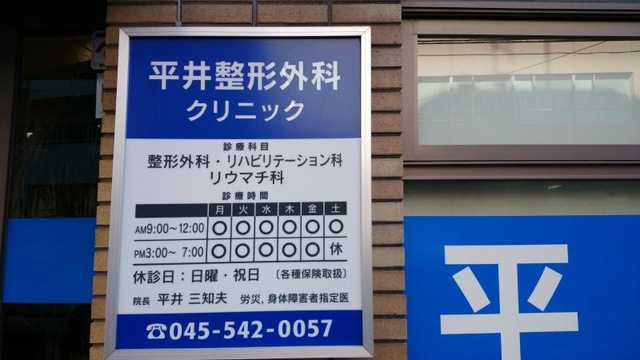 平井整形外科
クリニック
診療科目
整形外科・リハビリテーション科
リウマチ科
診療時間
月 火 水 木 金 土
AM9:00～12:00 〇 〇 〇 〇 〇 〇
PM3:00～ 7:00 〇 〇 〇 〇 〇 休
休診日：日曜・祝日 〔各種保険取扱〕
院長 平井 三知夫 労災,身体障害者指定医
☎045-542-0057
平